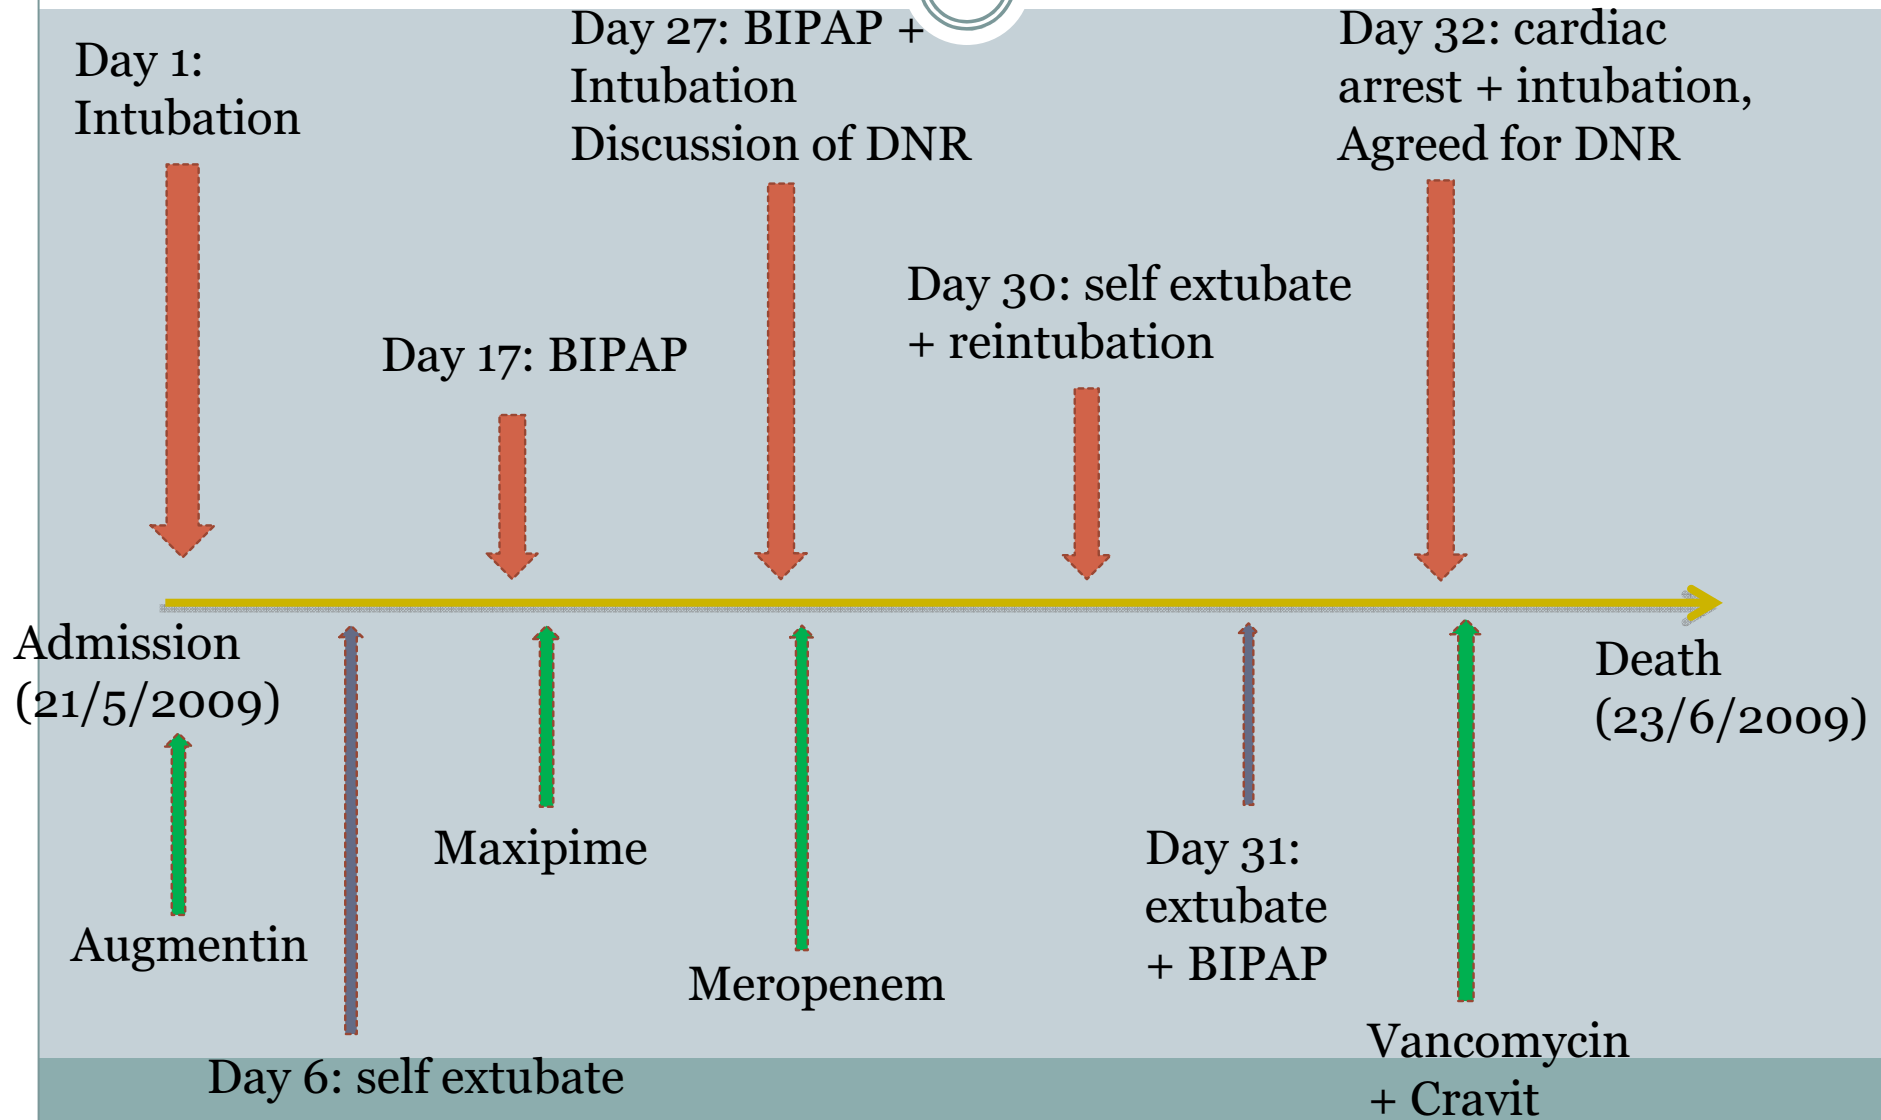 Day 1:
Intubation
Day 27: BIPAP +
Intubation
Discussion of DNR
Day 32: cardiac
arrest + intubation,
Agreed for DNR
Day 17: BIPAP
Day 30: self extubate
+ reintubation
Admission
(21/5/2009)
Death
(23/6/2009)
Augmentin
Maxipime
Meropenem
Day 31:
extubate
+ BIPAP
Day 6: self extubate
Vancomycin
+ Cravit